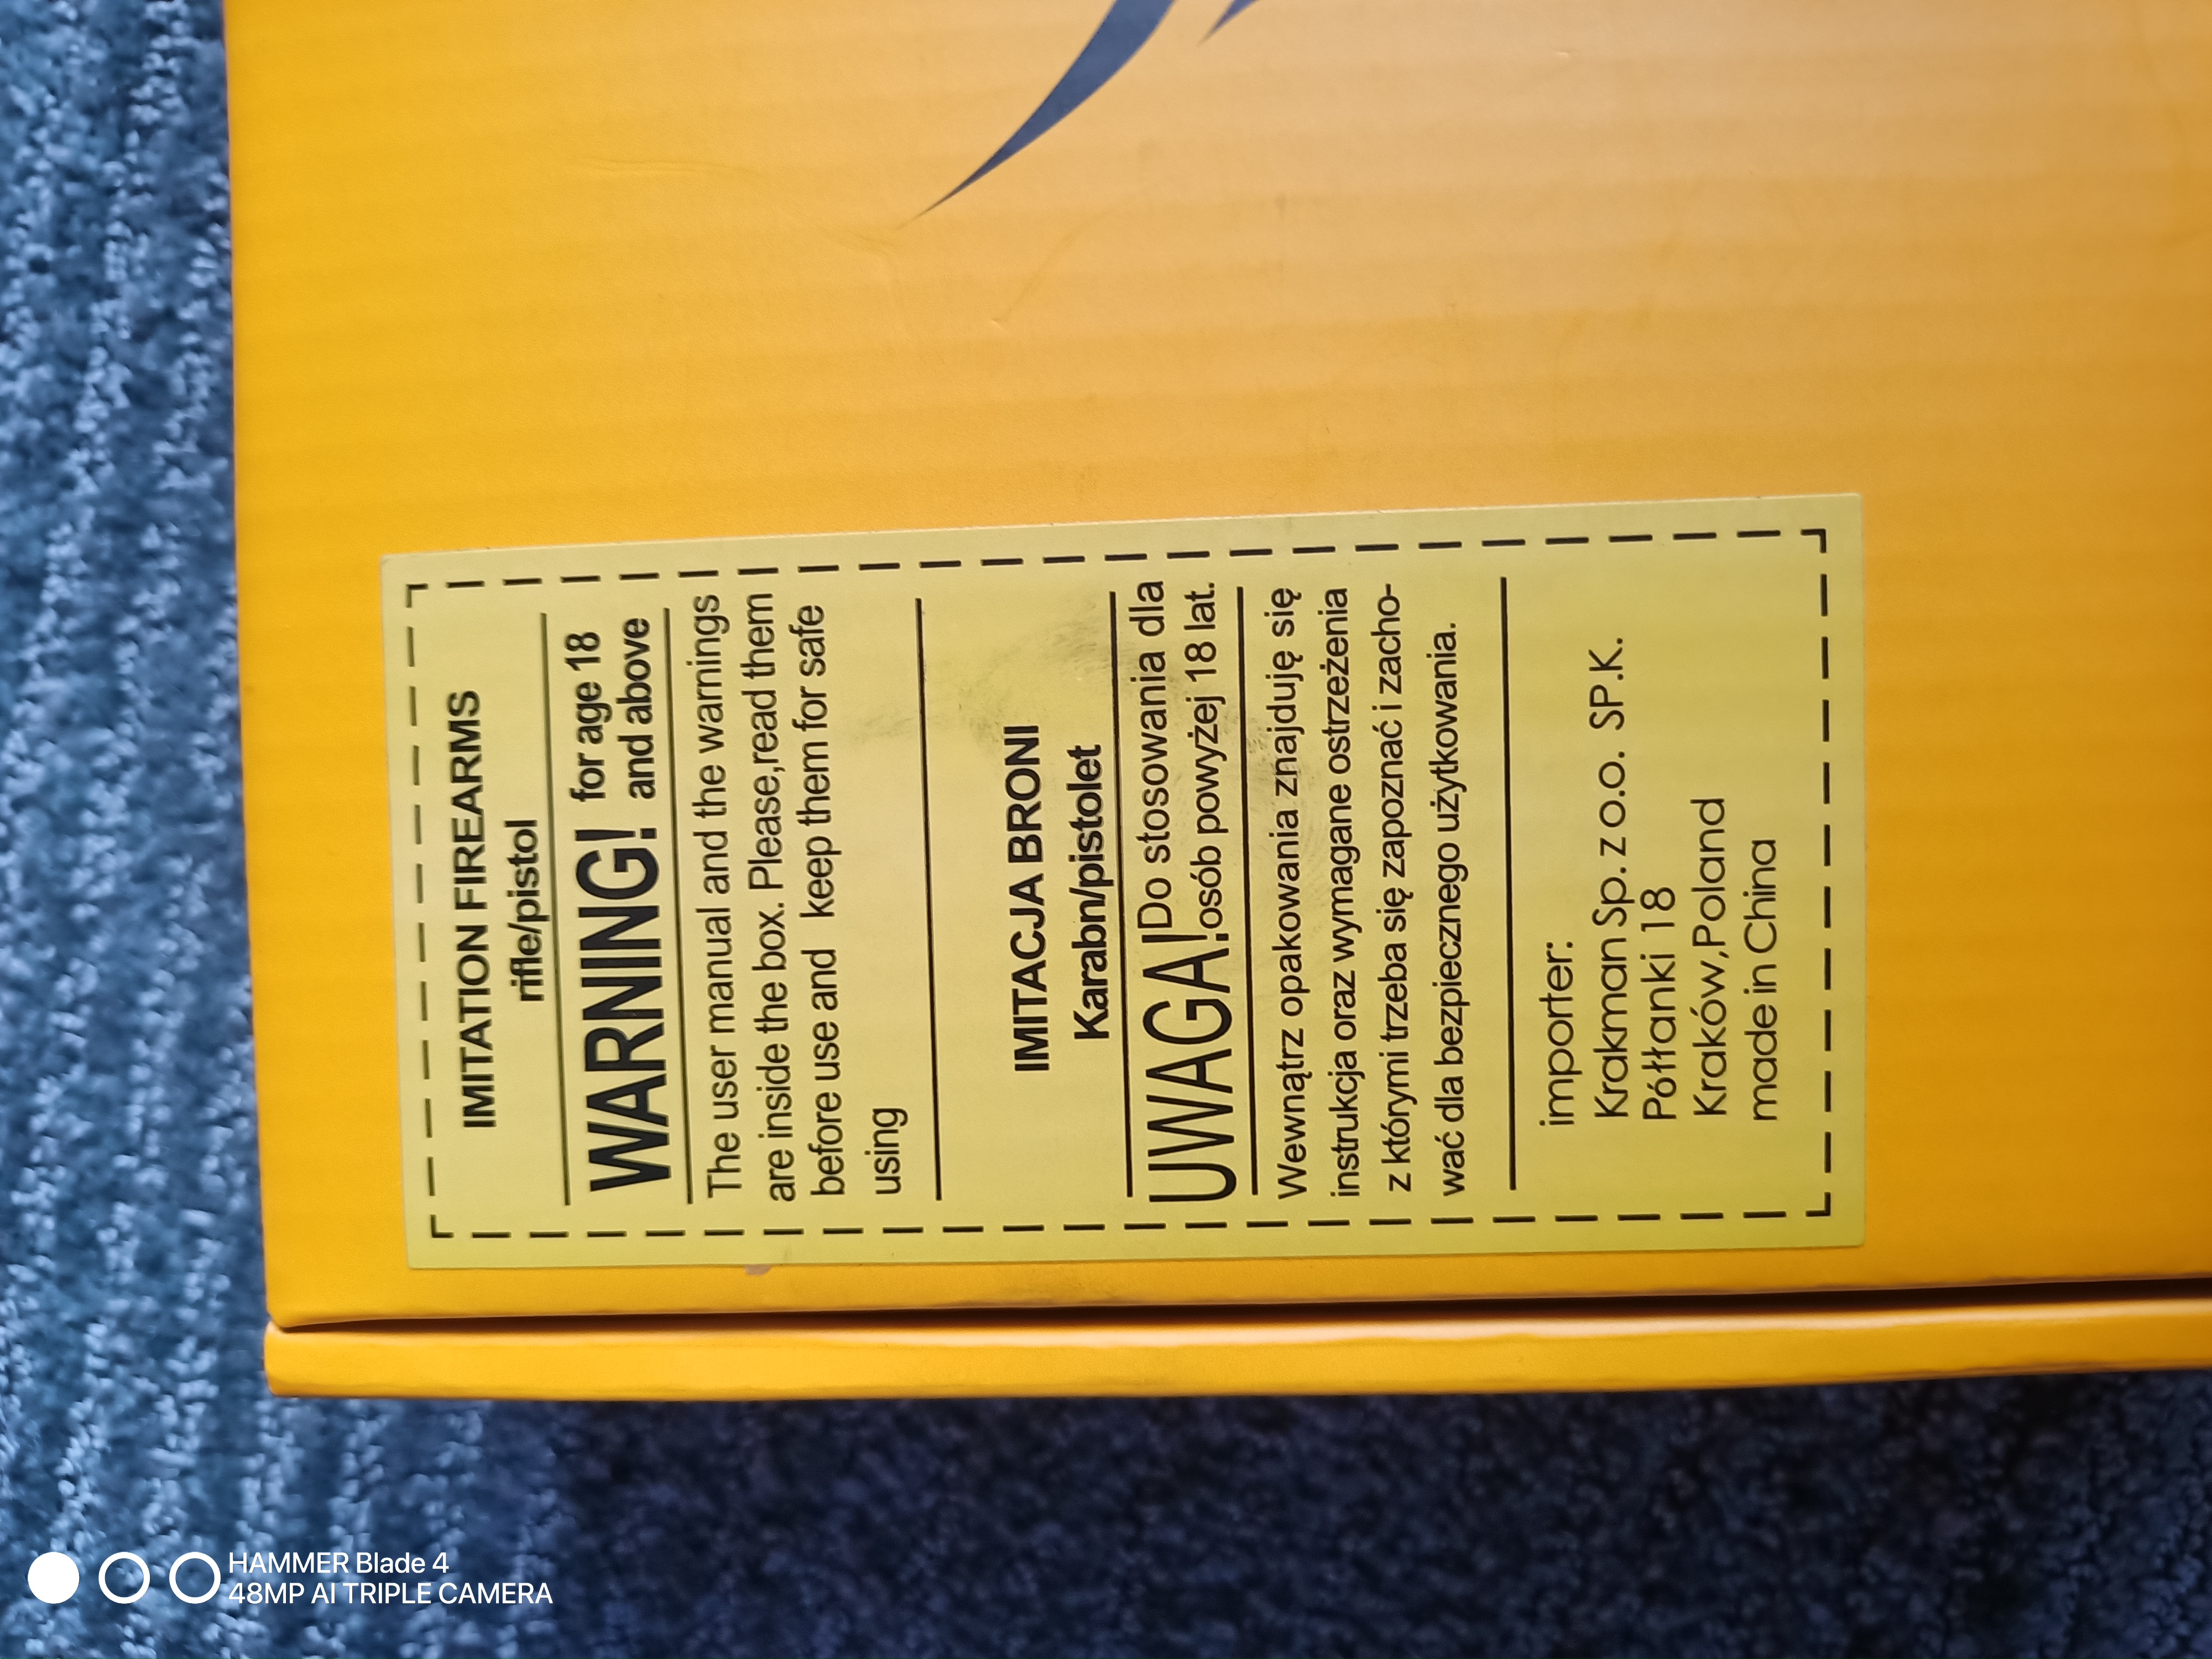 IMITATION FIREARMS
rifle/pistol
WARNING! for age 18
and above
The user manual and the warnings
are inside the box. Please,read them
before use and keep them for safe
using
IMITACJA BRONI
Karabn/pistolet
UWAGA! Do stosowania dla
osób powyżej 18 lat.
Wewnątrz opakowania znajduję się
instrukcja oraz wymagane ostrzeżenia
z którymi trzeba się zapoznać i zacho-
wać dla bezpiecznego użytkowania.
importer:
Krakman Sp. z o.o. SP.K.
Półłanki 18
Kraków,Poland
made in China
HAMMER Blade 4
48MP AI TRIPLE CAMERA